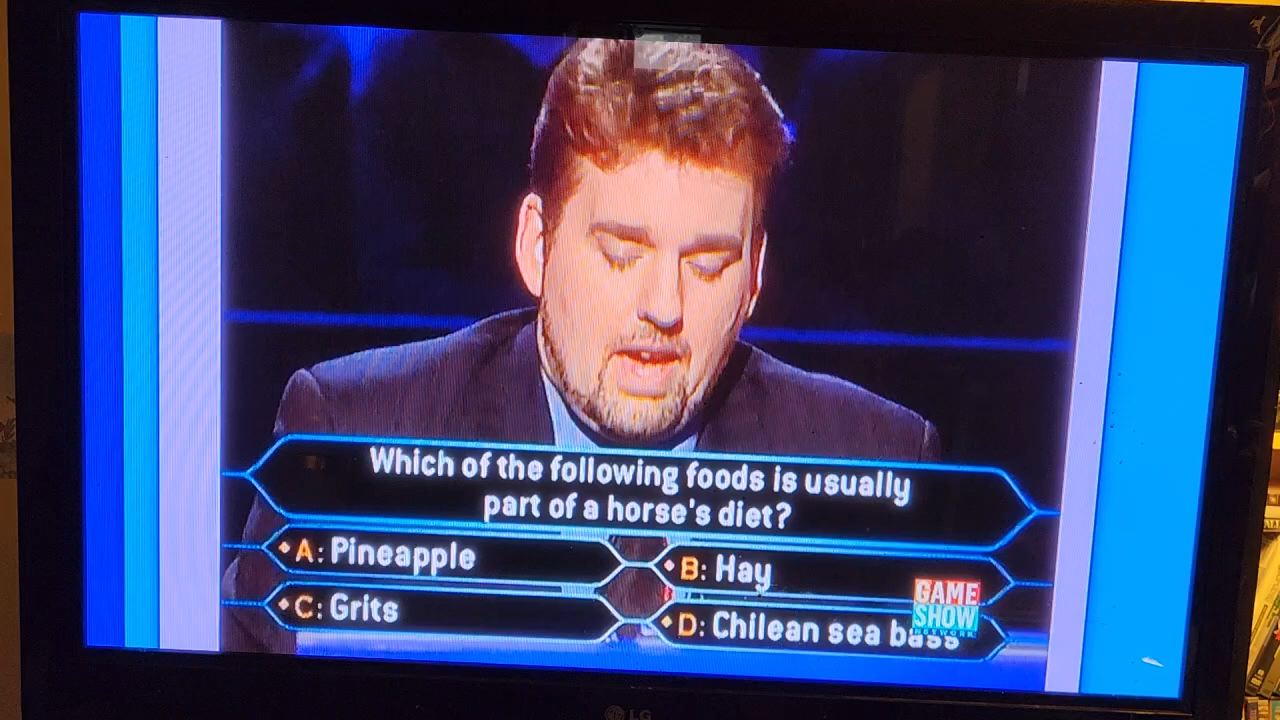 Which of the following foods is usually
part of a horse's diet?
A: Pineapple
B: Hay
C: Grits
D: Chilean sea bass
GAME
SHOW
NETWORK
LG